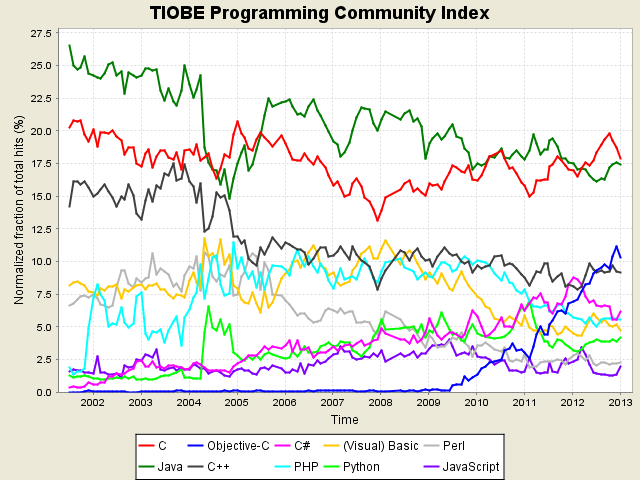 TIOBE Programming Community Index
Normalized fraction of total hits (%)
27.5
25.0
22.5
20.0
17.5
15.0
12.5
10.0
7.5
5.0
2.5
0.0
2002 2003 2004 2005 2006 2007 2008 2009 2010 2011 2012 2013
Time
C Objective-C C# (Visual) Basic Perl
Java C++ PHP Python JavaScript